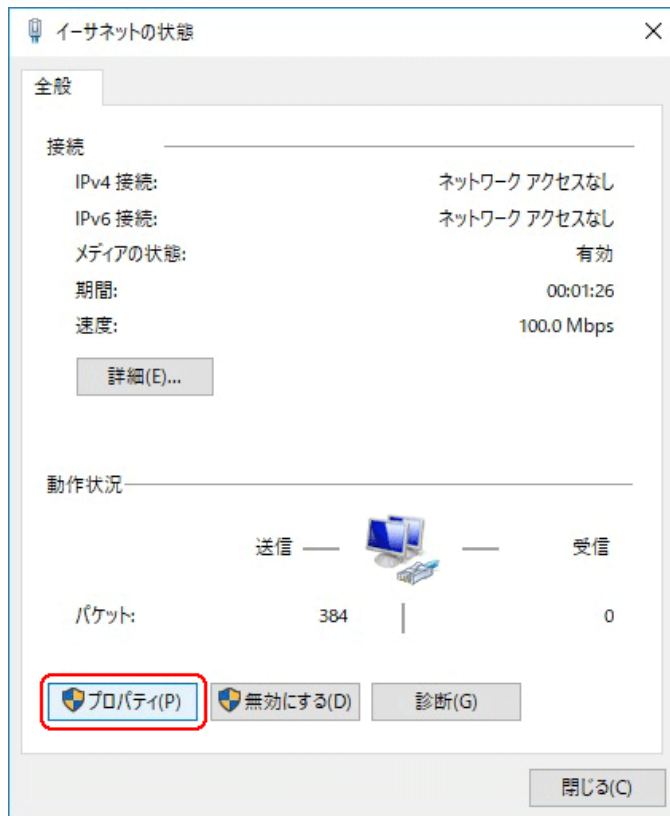 イーサネットの状態
全般
接続
IPv4 接続: ネットワーク アクセスなし
IPv6 接続: ネットワーク アクセスなし
メディアの状態: 有効
期間: 00:01:26
速度: 100.0 Mbps
詳細(E)...
動作状況
送信 受信
パケット: 384 0
プロパティ(P) 無効にする(D) 診断(G)
閉じる(C)